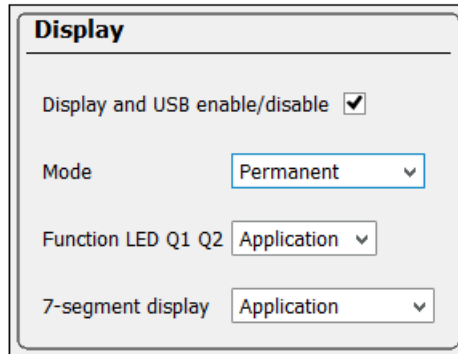 Display
Display and USB enable/disable
Mode Permanent
Function LED Q1 Q2 Application
7-segment display Application